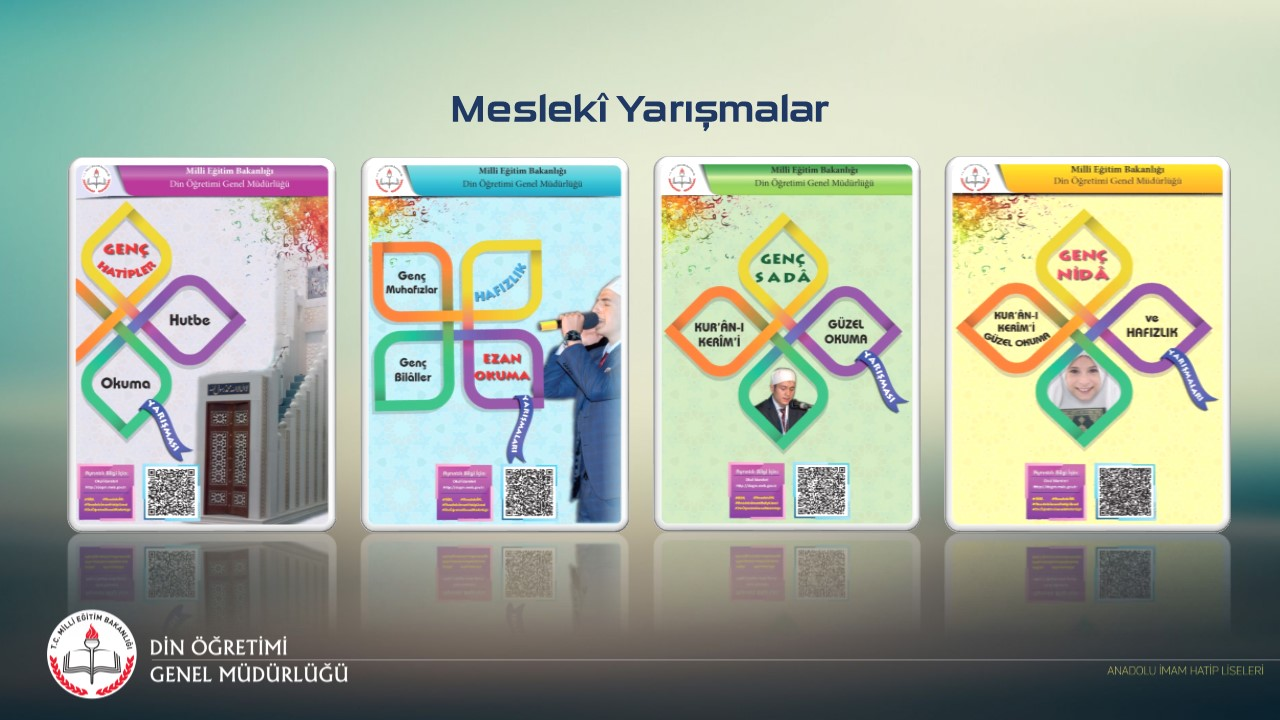 Meslekî Yarışmalar
Milli Eğitim Bakanlığı
Din Öğretimi Genel Müdürlüğü
GENÇ
HATİPLER
Hutbe
Okuma
YARIŞMASI
Milli Eğitim Bakanlığı
Din Öğretimi Genel Müdürlüğü
Genç
Muhafızlar
HAFIZLIK
Genç
Bilâller
EZAN
OKUMA
YARIŞMALARI
Milli Eğitim Bakanlığı
Din Öğretimi Genel Müdürlüğü
GENÇ
SADÂ
KUR'ÂN-I
KERİM'İ
GÜZEL
OKUMA
YARIŞMASI
Milli Eğitim Bakanlığı
Din Öğretimi Genel Müdürlüğü
GENÇ
NİDÂ
KUR'ÂN-I
KERİM'İ
GÜZEL OKUMA
ve
HAFIZLIK
YARIŞMALARI
T.C. MİLLİ EĞİTİM BAKANLIĞI
DİN ÖĞRETİMİ
GENEL MÜDÜRLÜĞÜ
ANADOLU İMAM HATİP LİSELERİ